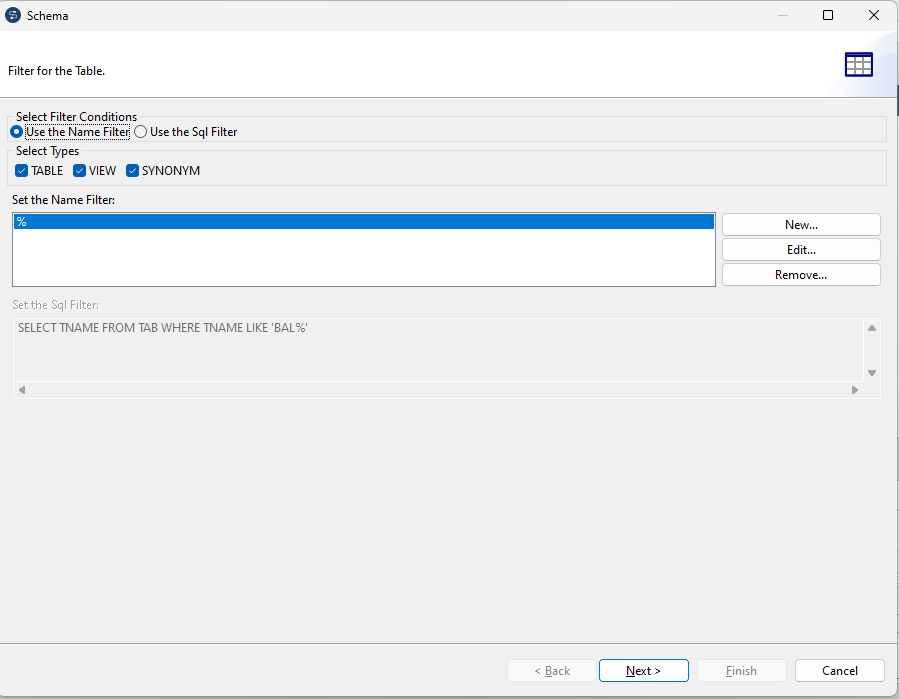 Schema
Filter for the Table.
Select Filter Conditions
Use the Name Filter Use the Sql Filter
Select Types
TABLE VIEW SYNONYM
Set the Name Filter:
%
New...
Edit...
Remove...
Set the Sql Filter:
SELECT TNAME FROM TAB WHERE TNAME LIKE 'BAL%'
< Back Next > Finish Cancel